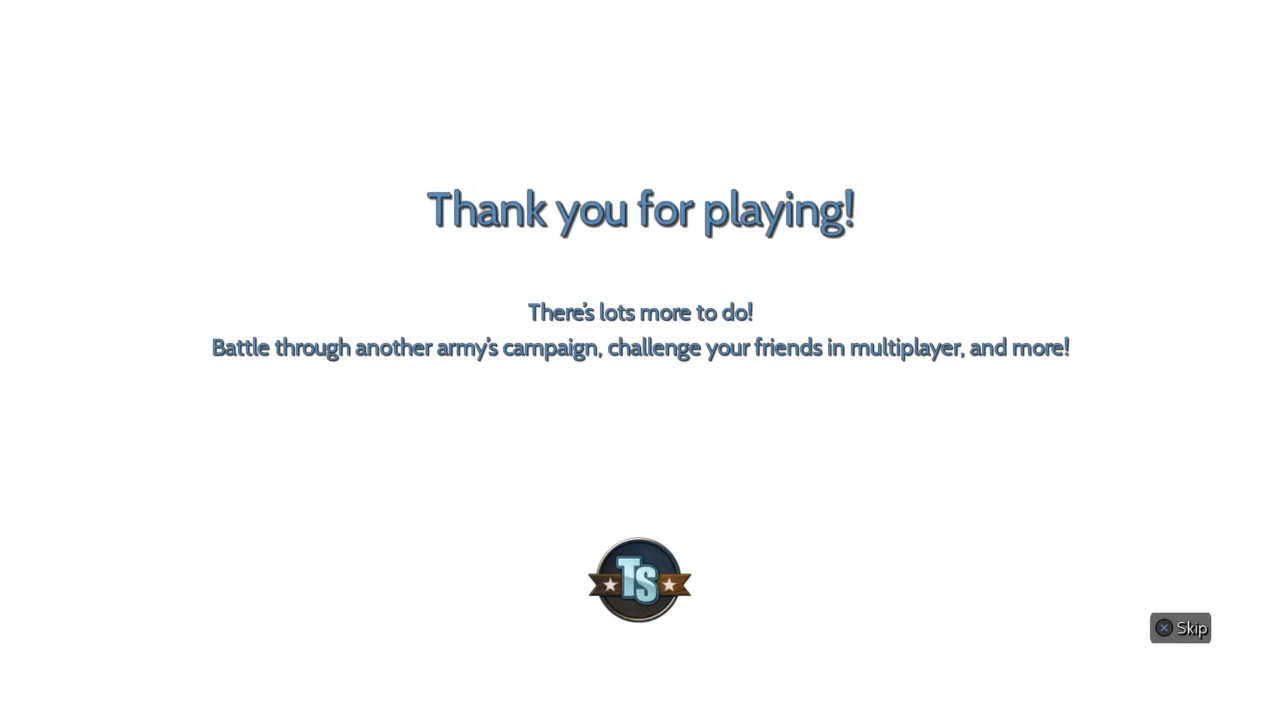 Thank you for playing!
There's lots more to do!
Battle through another army's campaign, challenge your friends in multiplayer, and more!
Ts
Skip